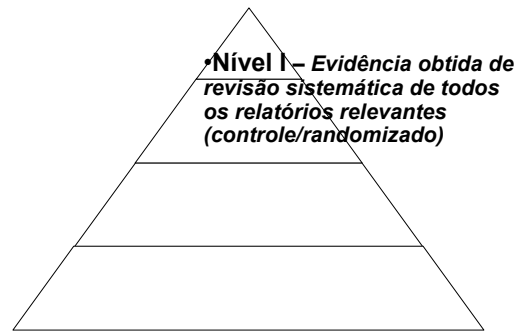 •Nível I – Evidência obtida de
revisão sistemática de todos
os relatórios relevantes
(controle/randomizado)